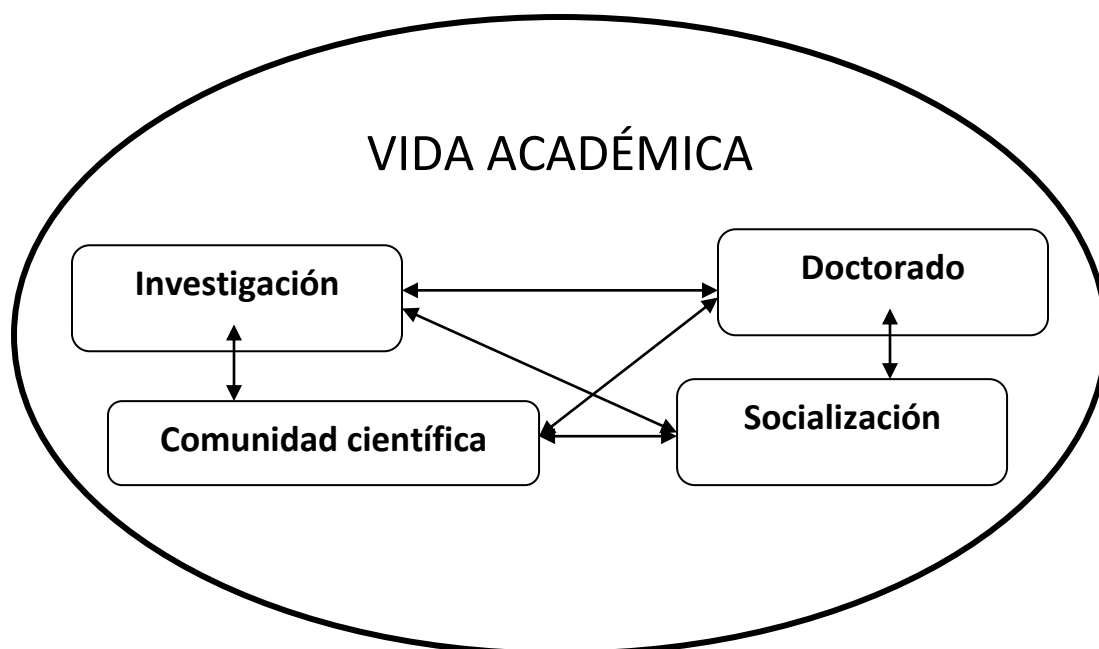 VIDA ACADÉMICA
Investigación
Doctorado
Comunidad científica
Socialización